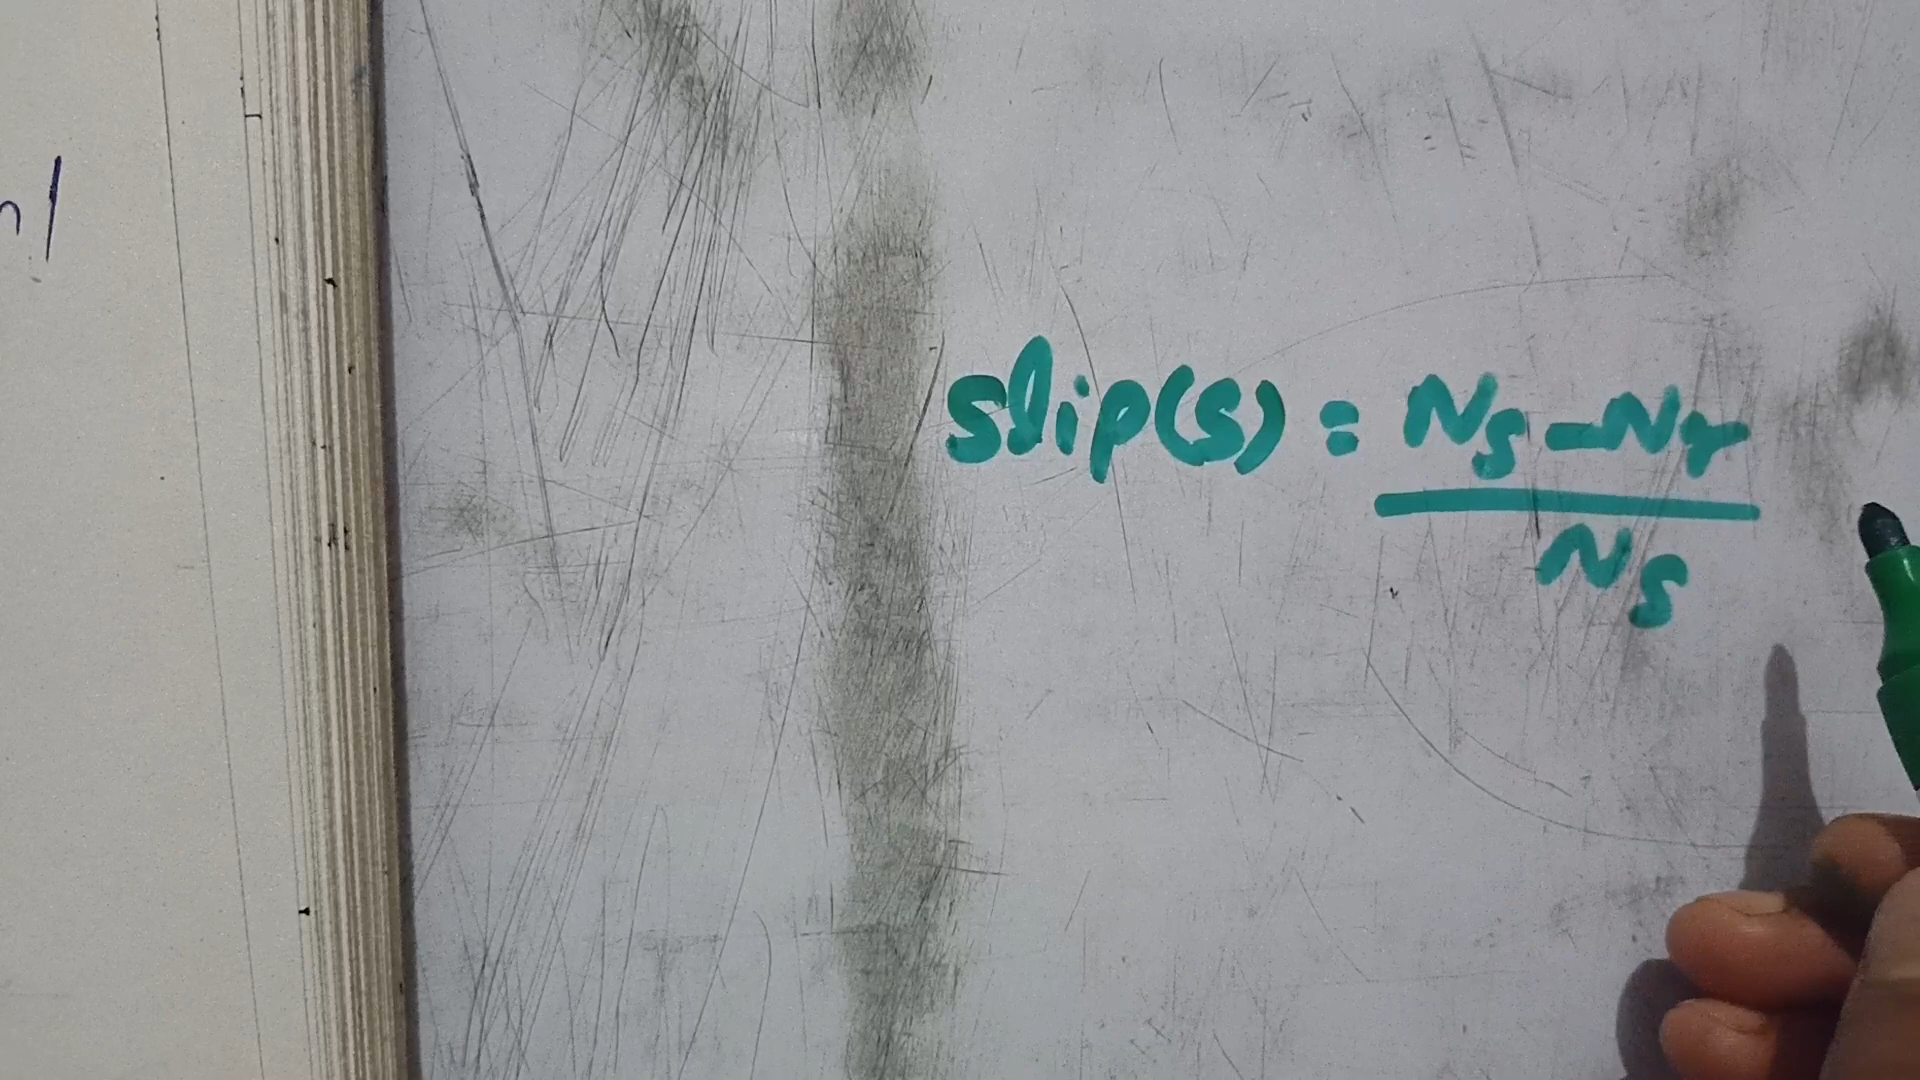 slip(s) = Ns - Nr
Ns